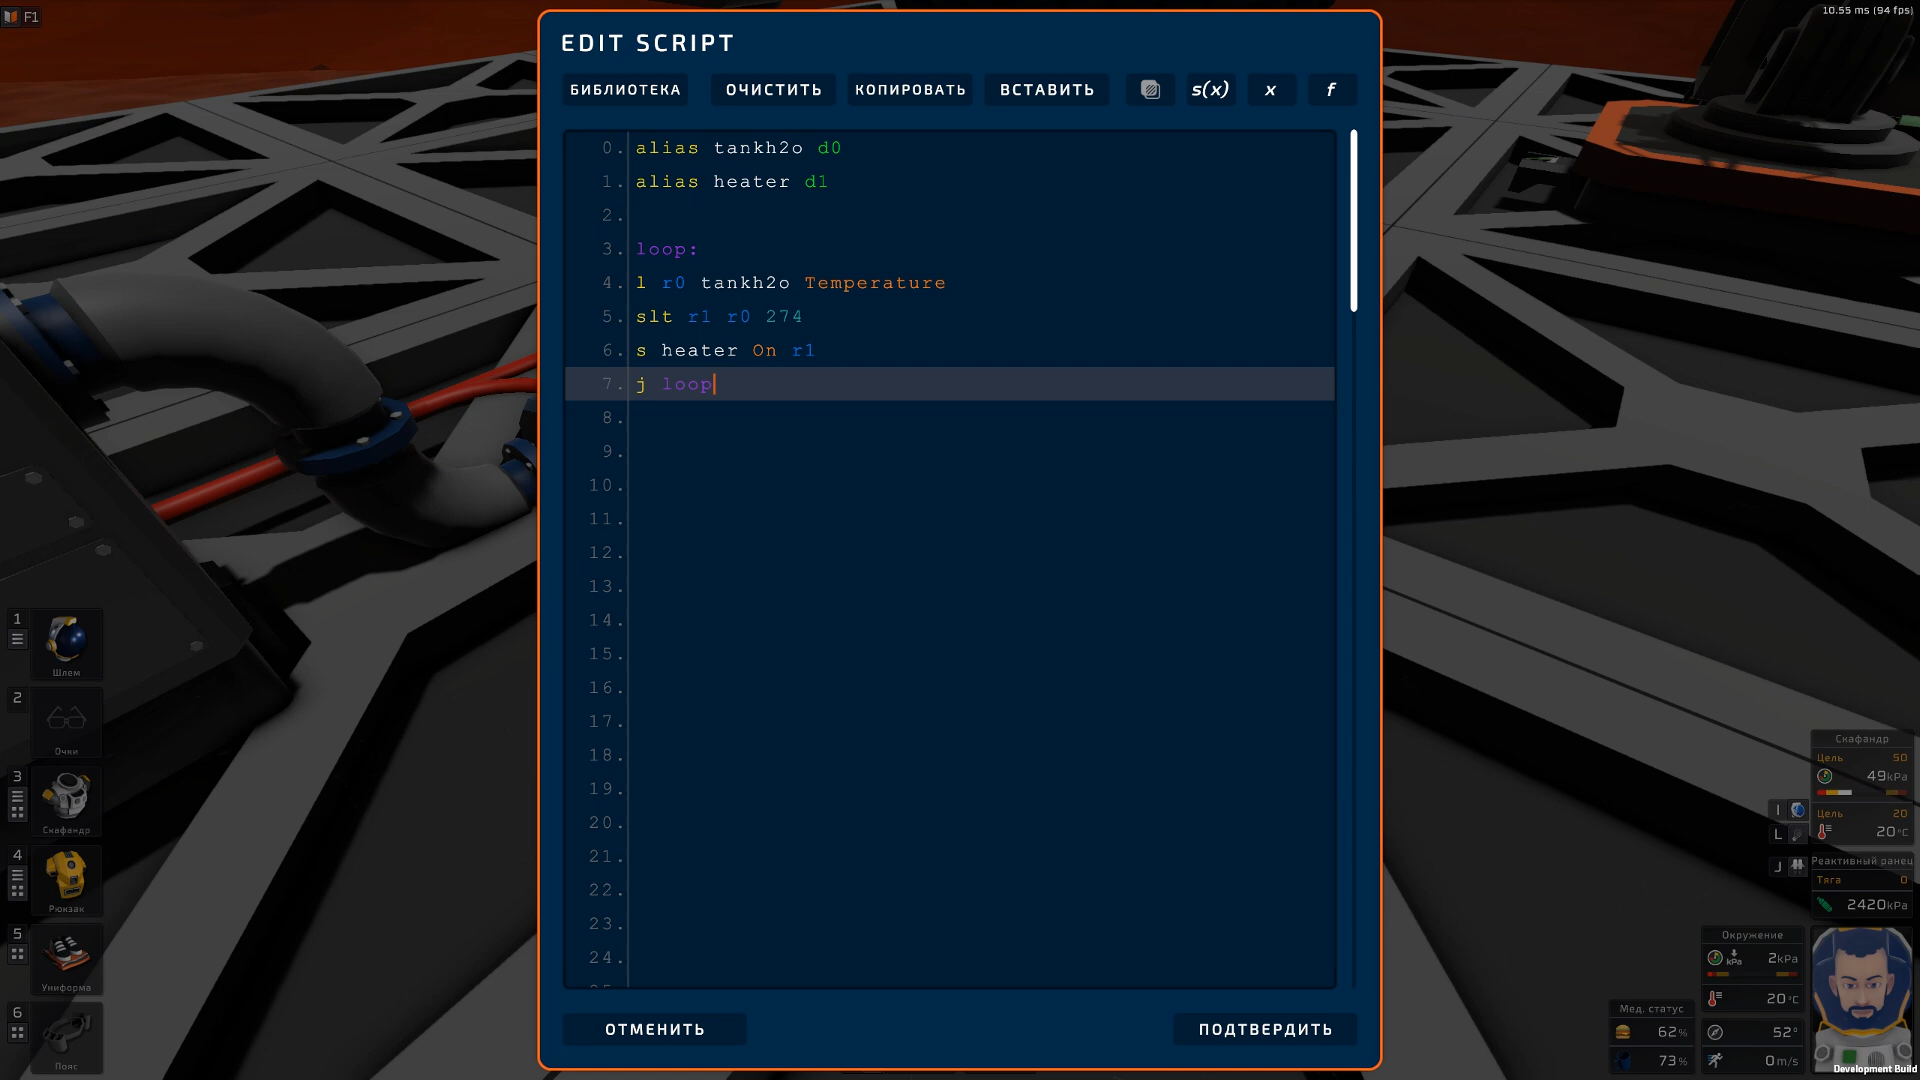 F1
10.55 ms (94 fps)
EDIT SCRIPT
БИБЛИОТЕКА ОЧИСТИТЬ КОПИРОВАТЬ ВСТАВИТЬ s(x) x f
0. alias tankh2o d0
1. alias heater d1
2.
3. loop:
4. l r0 tankh2o Temperature
5. slt r1 r0 274
6. s heater On r1
7. j loop
8.
9.
10.
11.
12.
13.
14.
15.
16.
17.
18.
19.
20.
21.
22.
23.
24.
ОТМЕНИТЬ ПОДТВЕРДИТЬ
1
Шлем
2
Очки
3
Скафандр
4
Рюкзак
5
Униформа
6
Пояс
Скафандр
Цель 50
49kPa
Цель 20
20°C
I
L
J
Реактивный ранец
Тяга 0
2420kPa
Окружение
kPa 2kPa
20°C
52°
0m/s
Мед. статус
62%
73%
Development Build